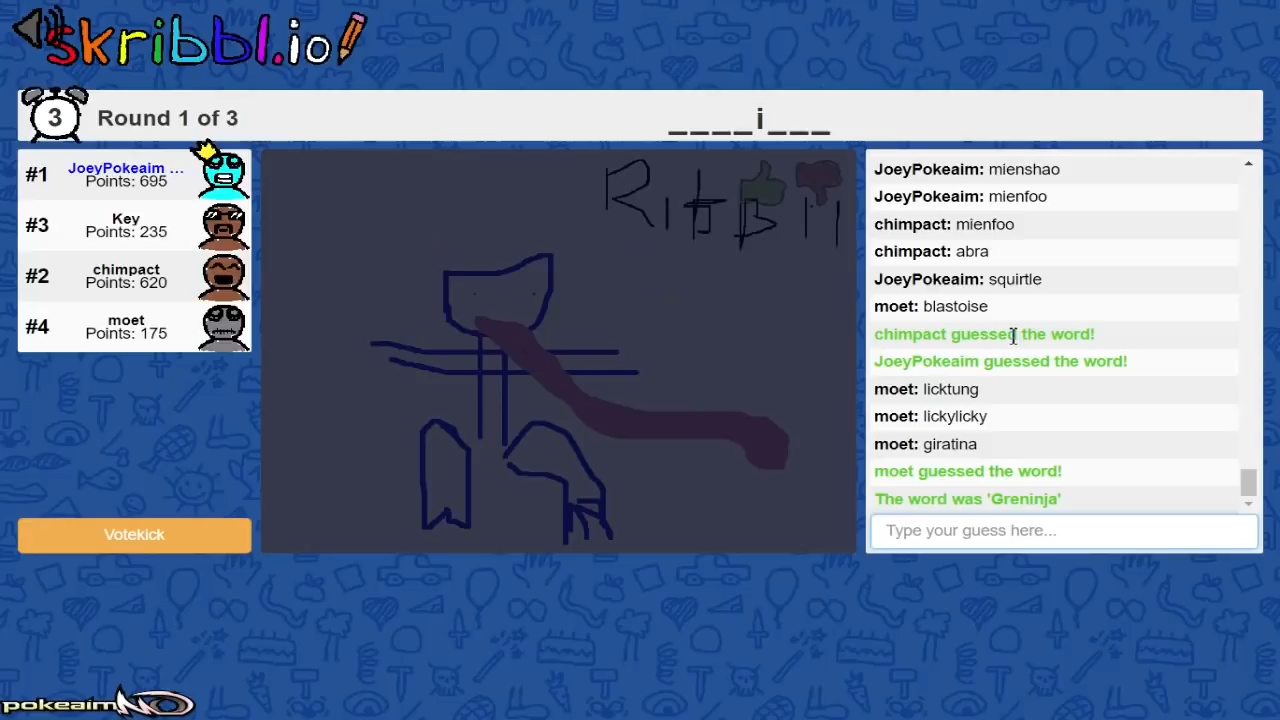 skribbl.io
3
Round 1 of 3
____i___
#1
JoeyPokeaim ...
Points: 695
#3
Key
Points: 235
#2
chimpact
Points: 620
#4
moet
Points: 175
Votekick
JoeyPokeaim: mienshao
JoeyPokeaim: mienfoo
chimpact: mienfoo
chimpact: abra
JoeyPokeaim: squirtle
moet: blastoise
chimpact guessed the word!
JoeyPokeaim guessed the word!
moet: licktung
moet: lickylicky
moet: giratina
moet guessed the word!
The word was 'Greninja'
Type your guess here...
pokeaim